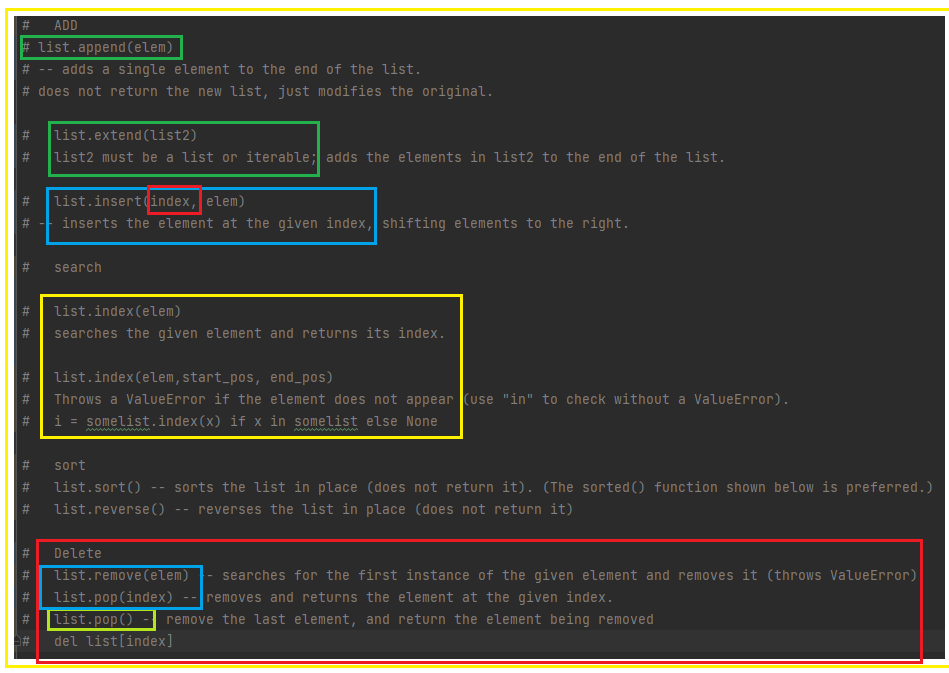 #   ADD
# list.append(elem)
# -- adds a single element to the end of the list.
# does not return the new list, just modifies the original.
#   list.extend(list2)
#   list2 must be a list or iterable; adds the elements in list2 to the end of the list.
#   list.insert(index, elem)
# -- inserts the element at the given index, shifting elements to the right.
#   search
#   list.index(elem)
#   searches the given element and returns its index.
#   list.index(elem,start_pos, end_pos)
#   Throws a ValueError if the element does not appear (use "in" to check without a ValueError).
#   i = somelist.index(x) if x in somelist else None
#   sort
#   list.sort() -- sorts the list in place (does not return it). (The sorted() function shown below is preferred.)
#   list.reverse() -- reverses the list in place (does not return it)
#   Delete
#   list.remove(elem) -- searches for the first instance of the given element and removes it (throws ValueError)
#   list.pop(index) -- removes and returns the element at the given index.
#   list.pop() -- remove the last element, and return the element being removed
#   del list[index]